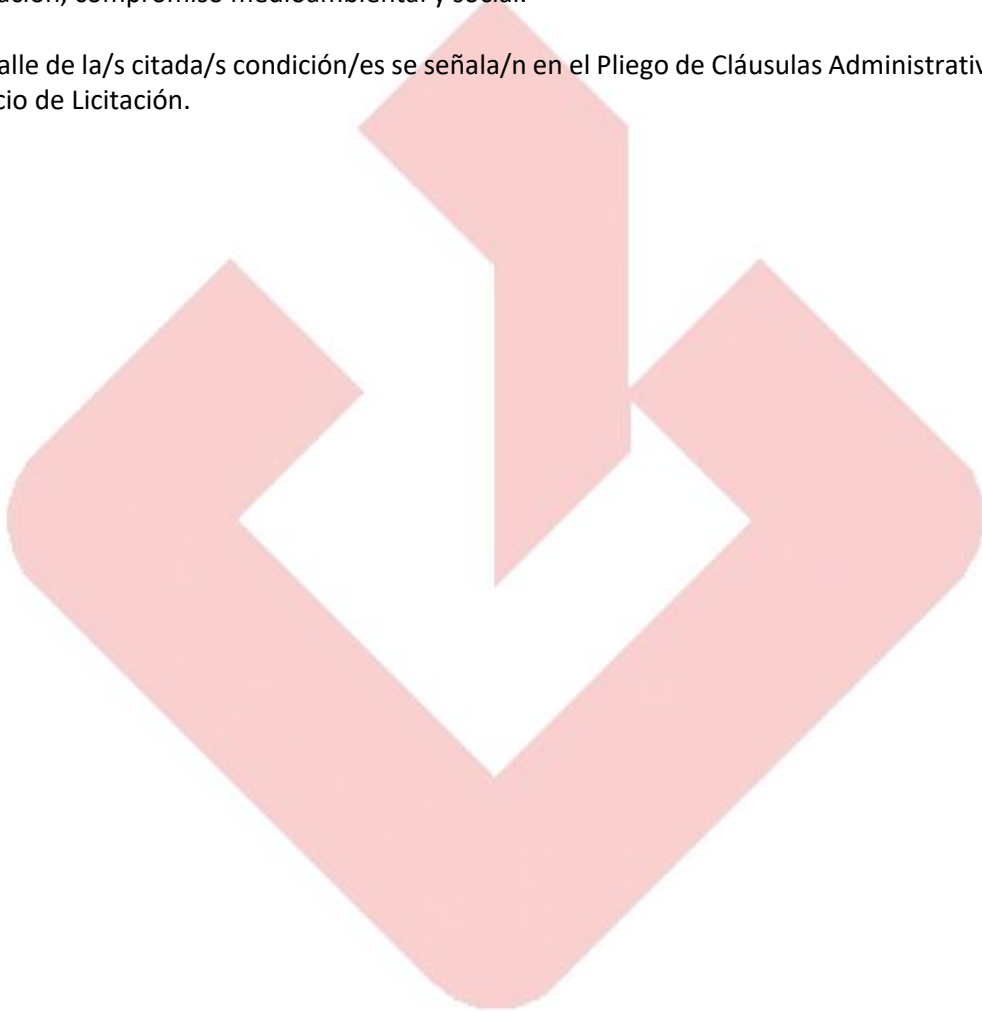 ación, compromiso medioambiental y social.
alle de la/s citada/s condición/es se señala/n en el Pliego de Cláusulas Administrativ
cio de Licitación.